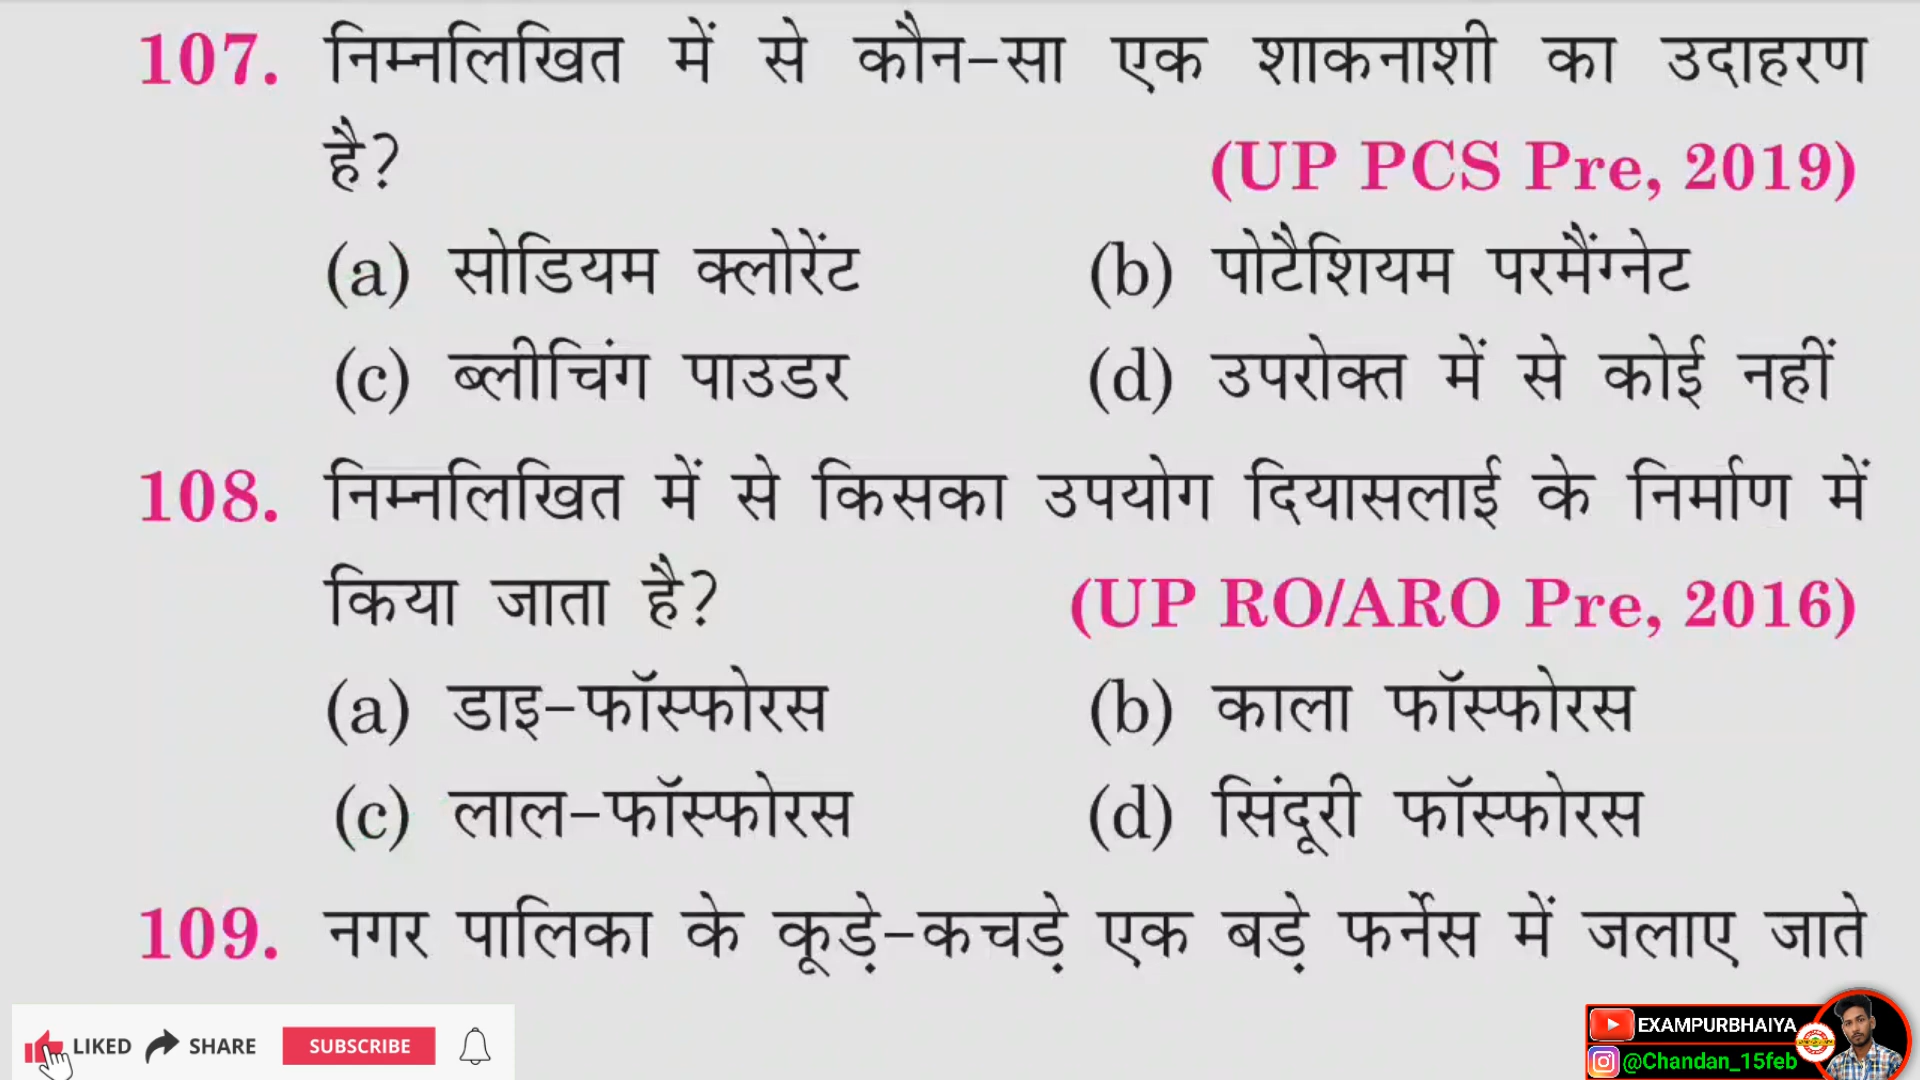 107. निम्नलिखित में से कौन-सा एक शाकनाशी का उदाहरण
है? (UP PCS Pre, 2019)
(a) सोडियम क्लोरेंट (b) पोटैशियम परमैंग्नेट
(c) ब्लीचिंग पाउडर (d) उपरोक्त में से कोई नहीं
108. निम्नलिखित में से किसका उपयोग दियासलाई के निर्माण में
किया जाता है? (UP RO/ARO Pre, 2016)
(a) डाइ-फॉस्फोरस (b) काला फॉस्फोरस
(c) लाल-फॉस्फोरस (d) सिंदूरी फॉस्फोरस
109. नगर पालिका के कूड़े-कचड़े एक बड़े फर्नेस में जलाए जाते
LIKED SHARE SUBSCRIBE
EXAMPURBHAIYA
@Chandan_15feb